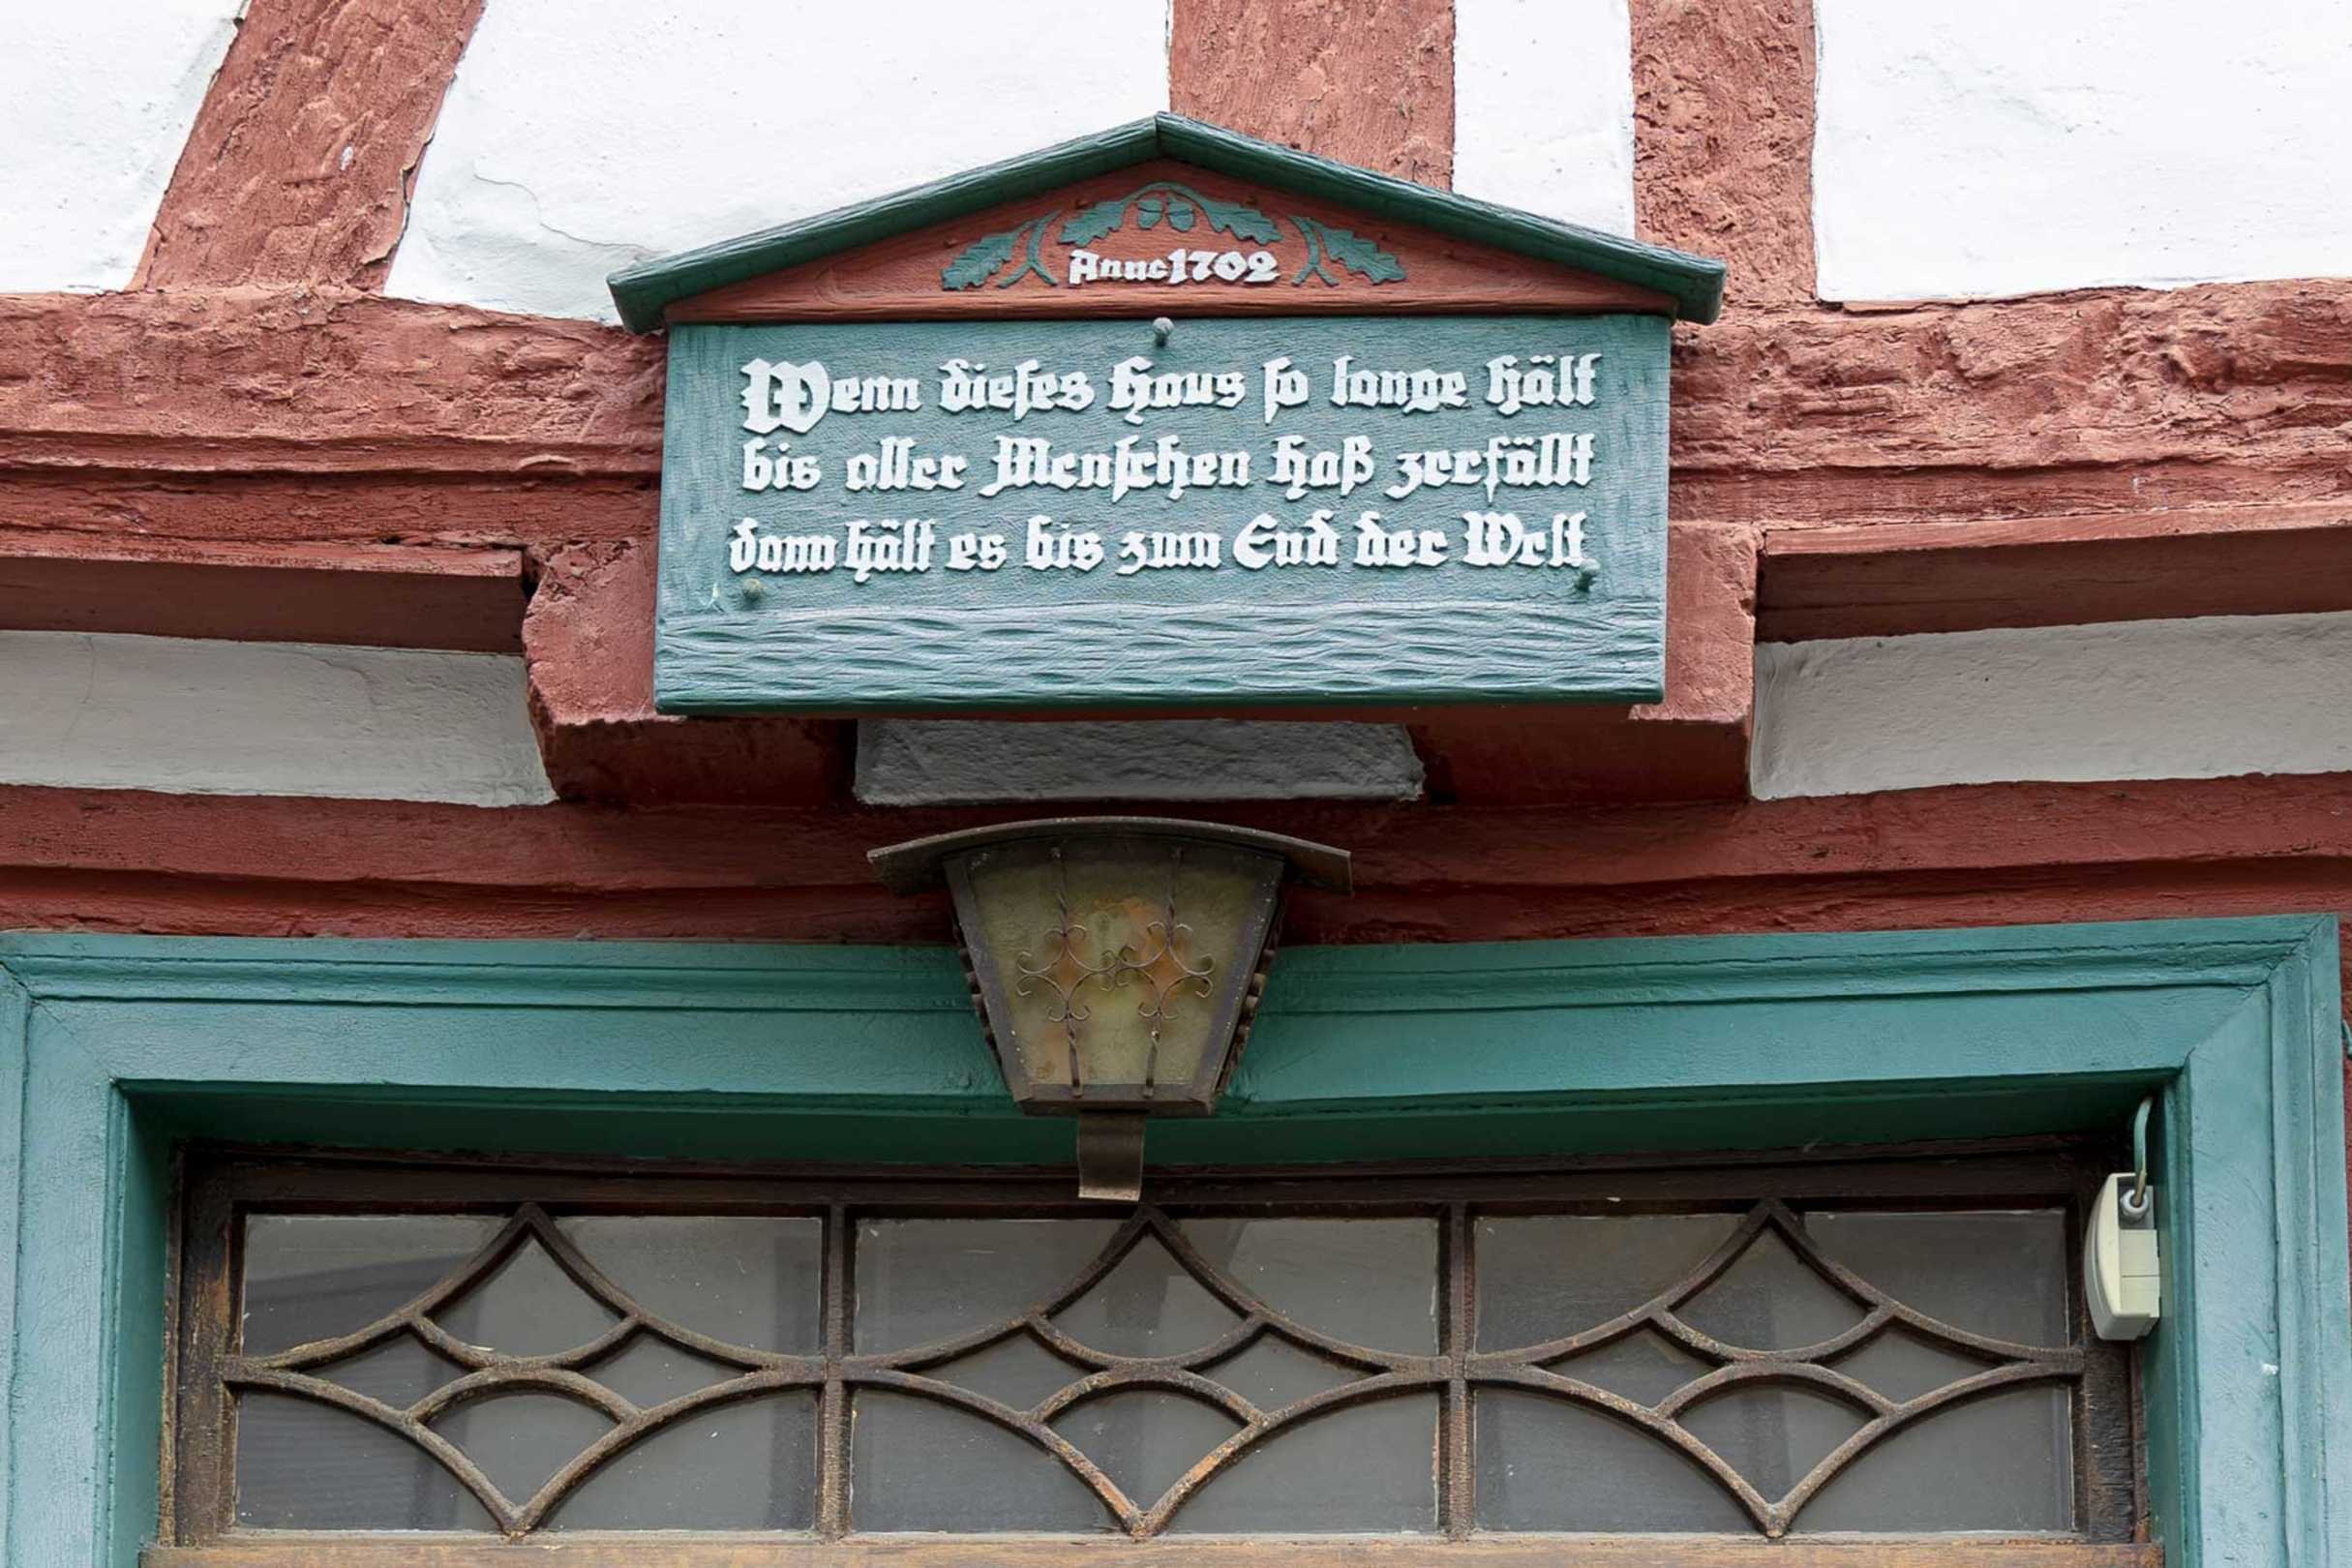 Anno 1702
Wenn dieses Haus so lange hält
bis aller Menschen Haß zerfällt
dann hält es bis zum End der Welt